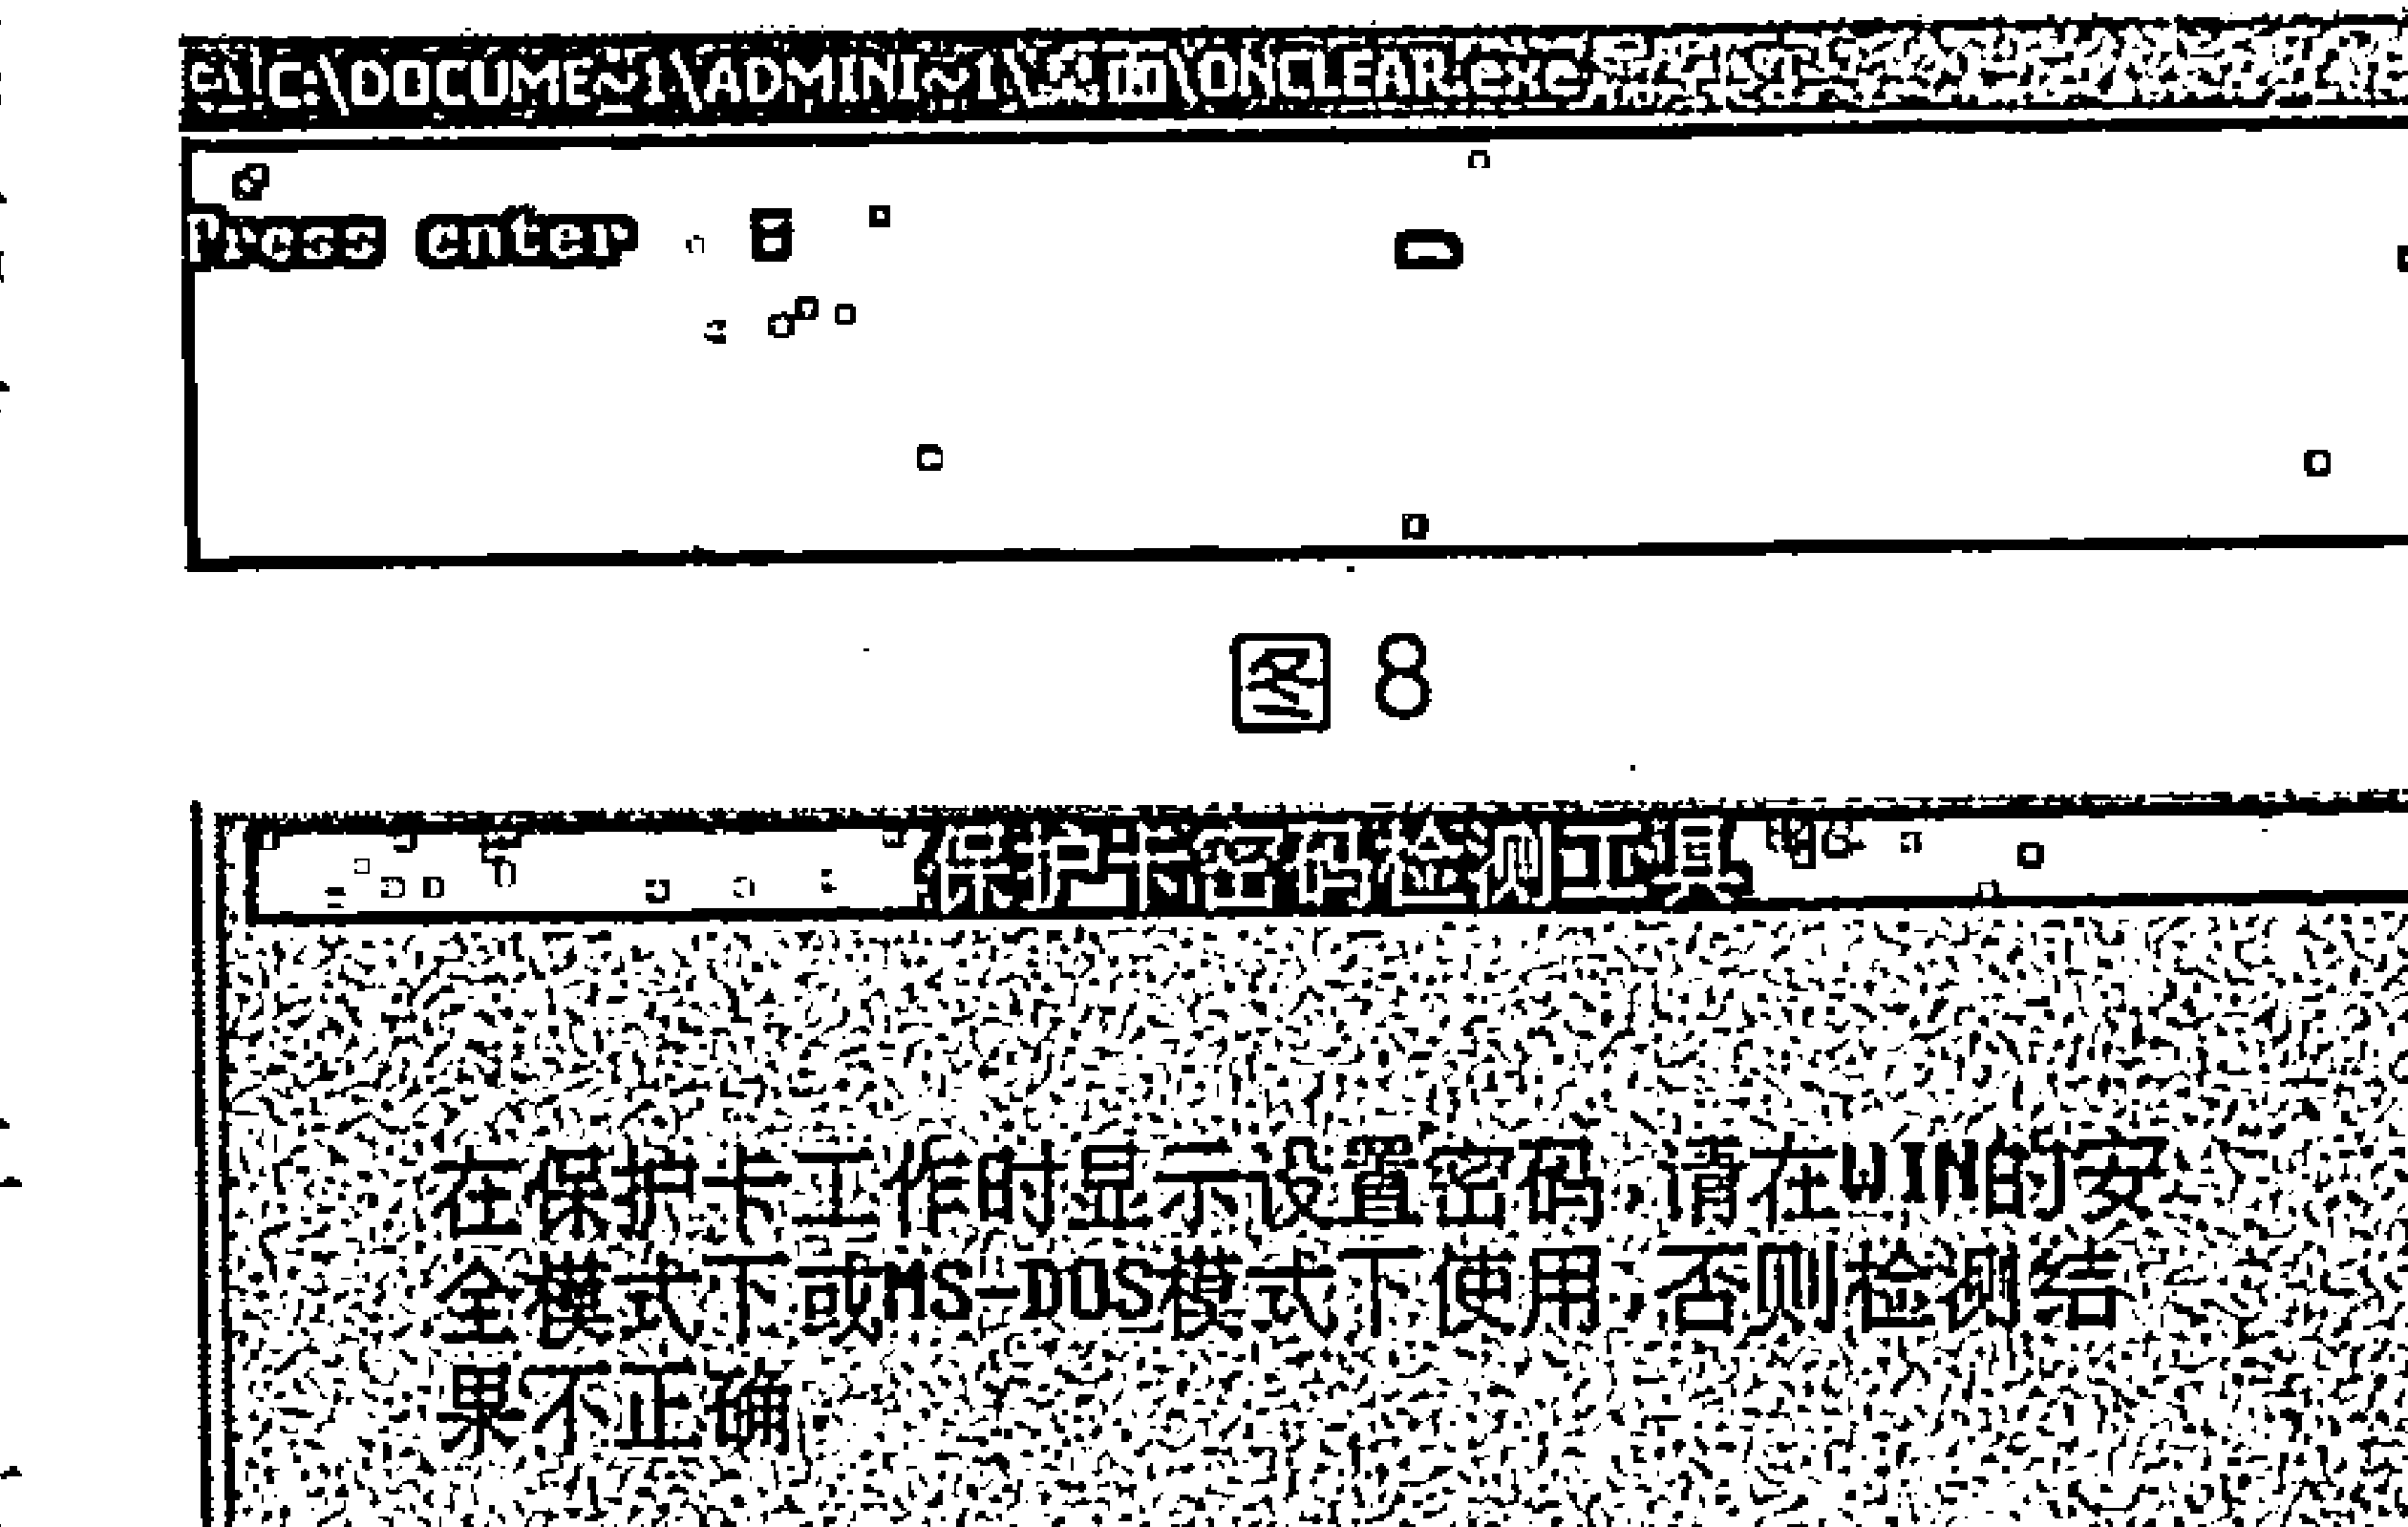 C:\DOCUME~1\ADMINI~1\桌面\ONCLEAR.exe
Press enter
图 8
保护卡密码检测工具
在保护卡工作时显示设置密码,请在WIN的安
全模式下或MS-DOS模式下使用,否则检测结
果不正确